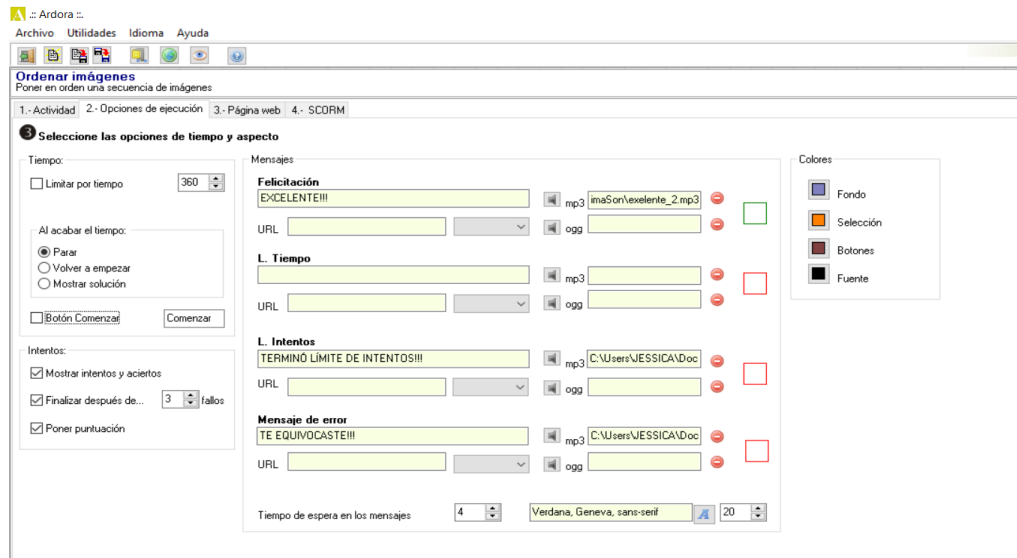 .:: Ardora ::.
Archivo Utilidades Idioma Ayuda
Ordenar imágenes
Poner en orden una secuencia de imágenes
1.- Actividad 2.- Opciones de ejecución 3.- Página web 4.- SCORM
3 Seleccione las opciones de tiempo y aspecto
Tiempo:
Limitar por tiempo 360
Al acabar el tiempo:
Parar
Volver a empezar
Mostrar solución
Botón Comenzar Comenzar
Intentos:
Mostrar intentos y aciertos
Finalizar después de... 3 fallos
Poner puntuación
Mensajes
Felicitación
EXCELENTE!!! mp3 imaSon\exelente_2.mp3
URL ogg
L. Tiempo
mp3
URL ogg
L. Intentos
TERMINÓ LÍMITE DE INTENTOS!!! mp3 C:\Users\JESSICA\Doc
URL ogg
Mensaje de error
TE EQUIVOCASTE!!! mp3 C:\Users\JESSICA\Doc
URL ogg
Tiempo de espera en los mensajes 4 Verdana, Geneva, sans-serif A 20
Colores
Fondo
Selección
Botones
Fuente